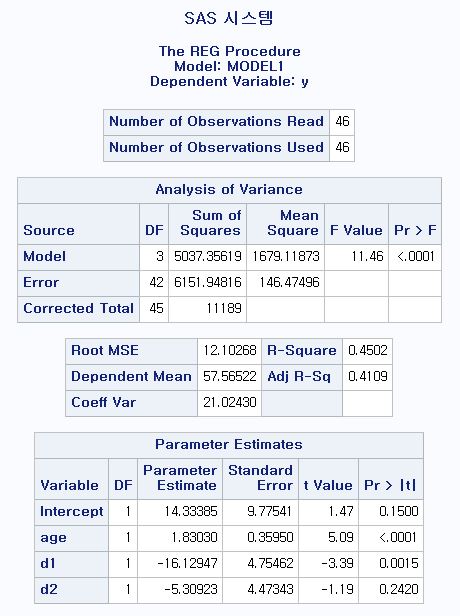 SAS 시스템
The REG Procedure
Model: MODEL1
Dependent Variable: y
Number of Observations Read 46
Number of Observations Used 46
Analysis of Variance
Source DF Sum of Squares Mean Square F Value Pr > F
Model 3 5037.35619 1679.11873 11.46 <.0001
Error 42 6151.94816 146.47496
Corrected Total 45 11189
Root MSE 12.10268 R-Square 0.4502
Dependent Mean 57.56522 Adj R-Sq 0.4109
Coeff Var 21.02430
Parameter Estimates
Variable DF Parameter Estimate Standard Error t Value Pr > |t|
Intercept 1 14.33385 9.77541 1.47 0.1500
age 1 1.83030 0.35950 5.09 <.0001
d1 1 -16.12947 4.75462 -3.39 0.0015
d2 1 -5.30923 4.47343 -1.19 0.2420